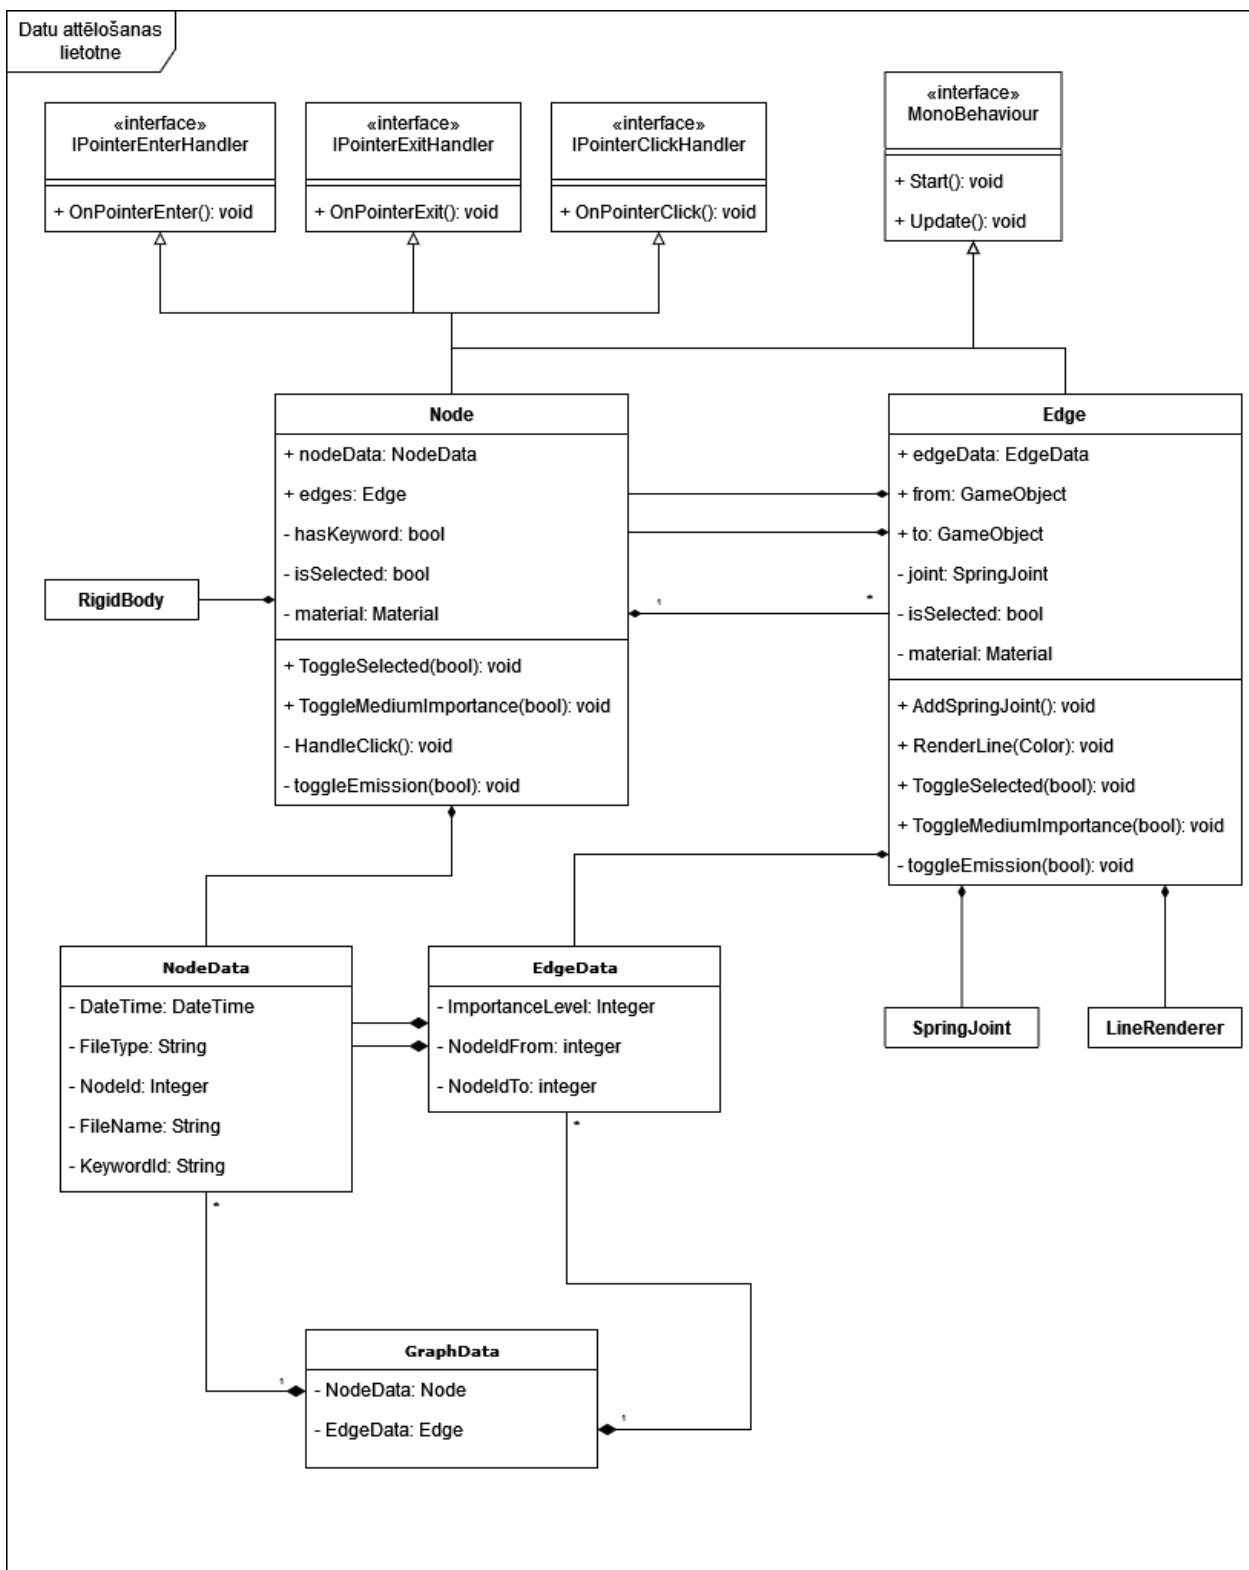 Datu attēlošanas
lietotne
«interface»
IPointerEnterHandler
+ OnPointerEnter(): void
«interface»
IPointerExitHandler
+ OnPointerExit(): void
«interface»
IPointerClickHandler
+ OnPointerClick(): void
«interface»
MonoBehaviour
+ Start(): void
+ Update(): void
Node
+ nodeData: NodeData
+ edges: Edge
- hasKeyword: bool
- isSelected: bool
- material: Material
+ ToggleSelected(bool): void
+ ToggleMediumImportance(bool): void
- HandleClick(): void
- toggleEmission(bool): void
1
*
Edge
+ edgeData: EdgeData
+ from: GameObject
+ to: GameObject
- joint: SpringJoint
- isSelected: bool
- material: Material
+ AddSpringJoint(): void
+ RenderLine(Color): void
+ ToggleSelected(bool): void
+ ToggleMediumImportance(bool): void
- toggleEmission(bool): void
RigidBody
NodeData
- DateTime: DateTime
- FileType: String
- NodeId: Integer
- FileName: String
- KeywordId: String
*
EdgeData
- ImportanceLevel: Integer
- NodeIdFrom: integer
- NodeIdTo: integer
*
SpringJoint
LineRenderer
GraphData
- NodeData: Node
- EdgeData: Edge
1
1